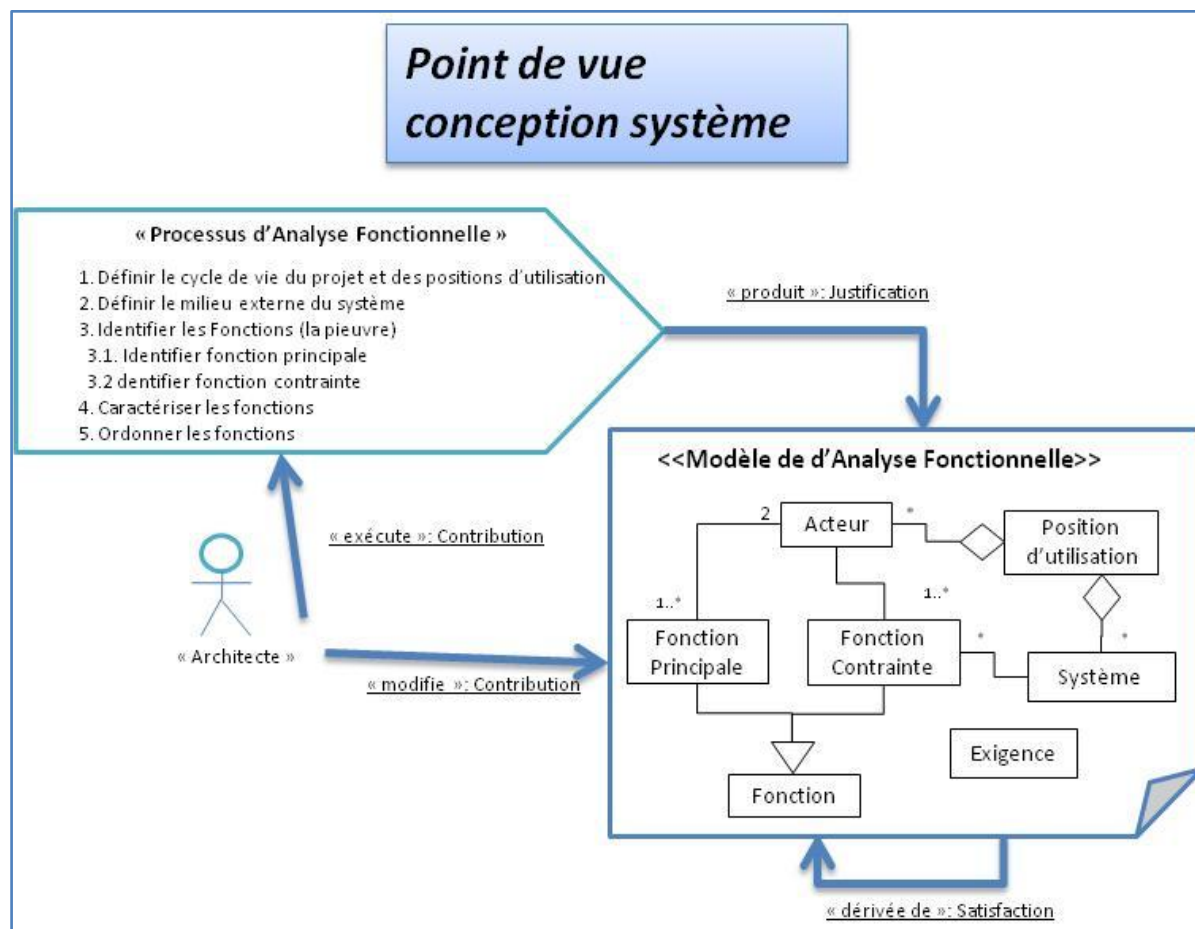 Point de vue
conception système
« Processus d’Analyse Fonctionnelle »
1. Définir le cycle de vie du projet et des positions d’utilisation
2. Définir le milieu externe du système
3. Identifier les Fonctions (la pieuvre)
3.1. Identifier fonction principale
3.2 dentifier fonction contrainte
4. Caractériser les fonctions
5. Ordonner les fonctions
« produit »: Justification
« exécute »: Contribution
« Architecte »
« modifie »: Contribution
<<Modèle de d’Analyse Fonctionnelle>>
2
Acteur
*
Position
d’utilisation
1..*
1..*
Fonction
Principale
Fonction
Contrainte
*
*
Système
Exigence
Fonction
« dérivée de »: Satisfaction